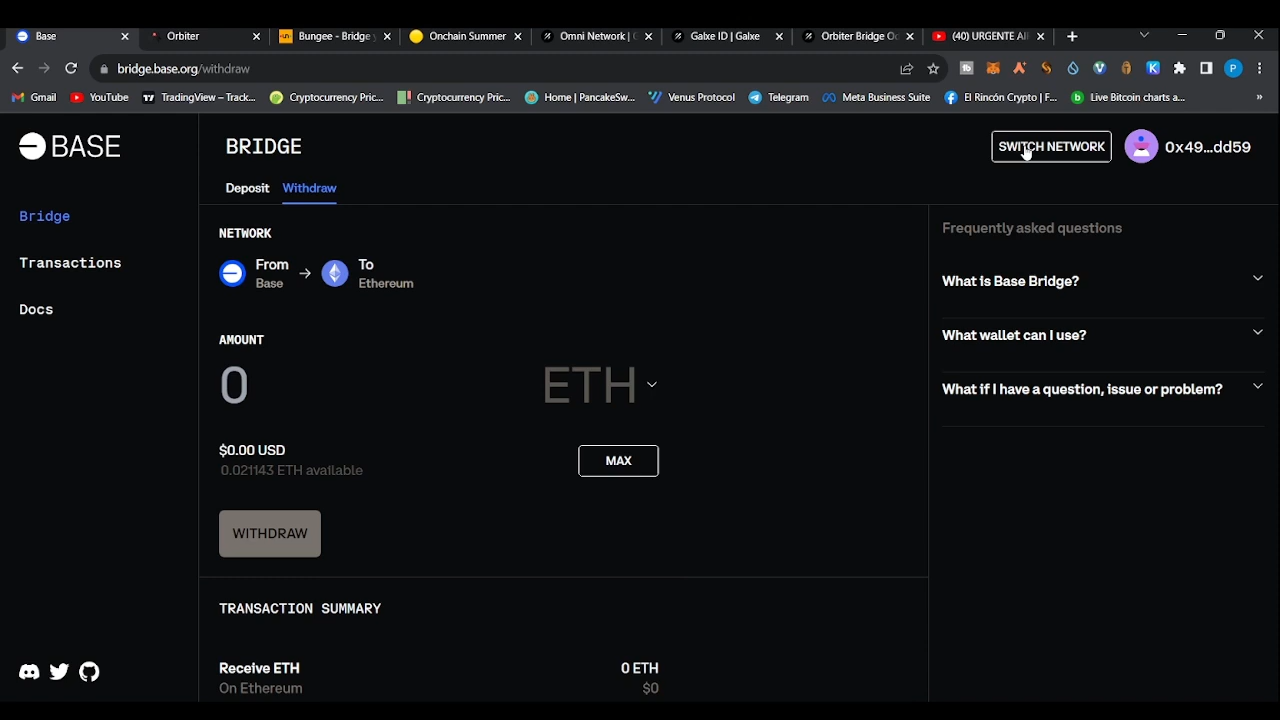 Base
Orbiter
Bungee - Bridge
Onchain Summer
Omni Network |
Galxe ID | Galxe
Orbiter Bridge
(40) URGENTE
bridge.base.org/withdraw
P
Gmail
YouTube
TradingView – Track...
Cryptocurrency Pric...
Cryptocurrency Pric...
Home | PancakeSw...
Venus Protocol
Telegram
Meta Business Suite
El Rincón Crypto | F...
Live Bitcoin charts a...
»
BASE
BRIDGE
SWITCH NETWORK
0x49...dd59
Bridge
Transactions
Docs
Deposit
Withdraw
NETWORK
From
Base
To
Ethereum
AMOUNT
0
ETH
$0.00 USD
0.021143 ETH available
MAX
WITHDRAW
TRANSACTION SUMMARY
Receive ETH
0 ETH
On Ethereum
$0
Frequently asked questions
What is Base Bridge?
What wallet can I use?
What if I have a question, issue or problem?